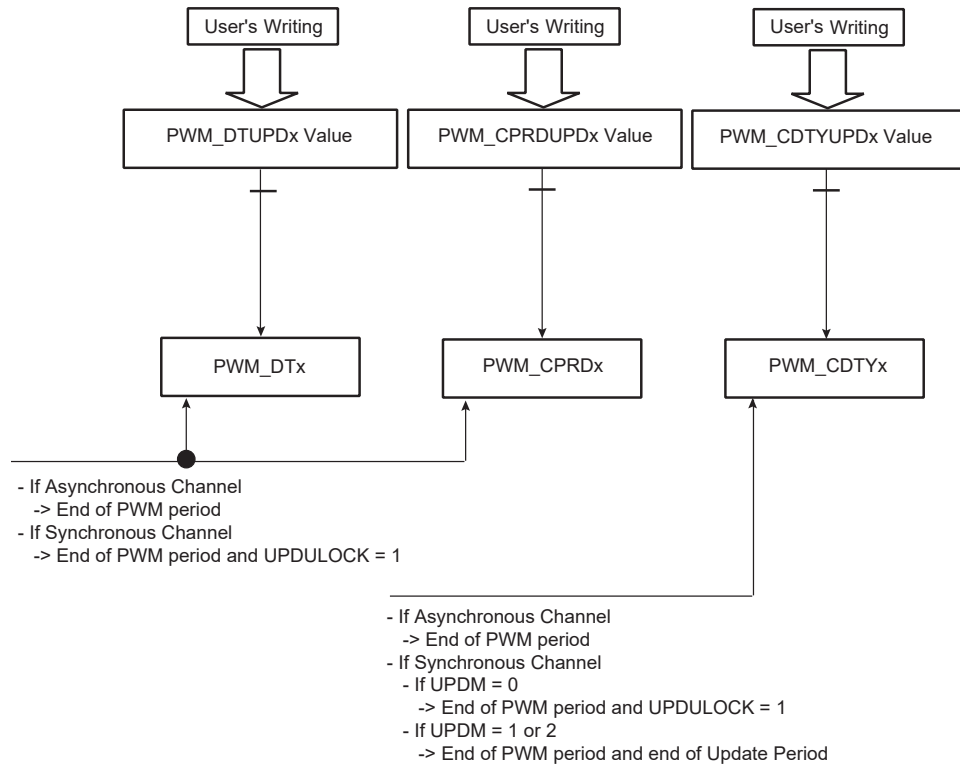 User's Writing
User's Writing
User's Writing
PWM_DTUPDx Value
PWM_CPRDUPDx Value
PWM_CDTYUPDx Value
PWM_DTx
PWM_CPRDx
PWM_CDTYx
- If Asynchronous Channel
-> End of PWM period
- If Synchronous Channel
-> End of PWM period and UPDULOCK = 1
- If Asynchronous Channel
-> End of PWM period
- If Synchronous Channel
- If UPDM = 0
-> End of PWM period and UPDULOCK = 1
- If UPDM = 1 or 2
-> End of PWM period and end of Update Period